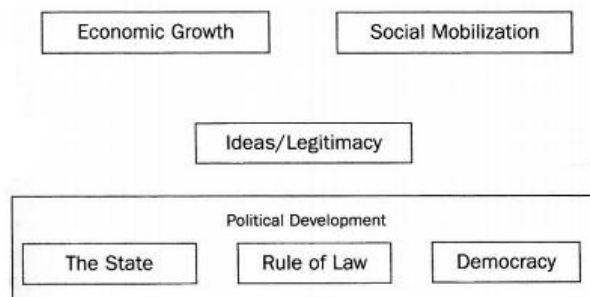 Economic Growth
Social Mobilization
Ideas/Legitimacy
Political Development
The State
Rule of Law
Democracy